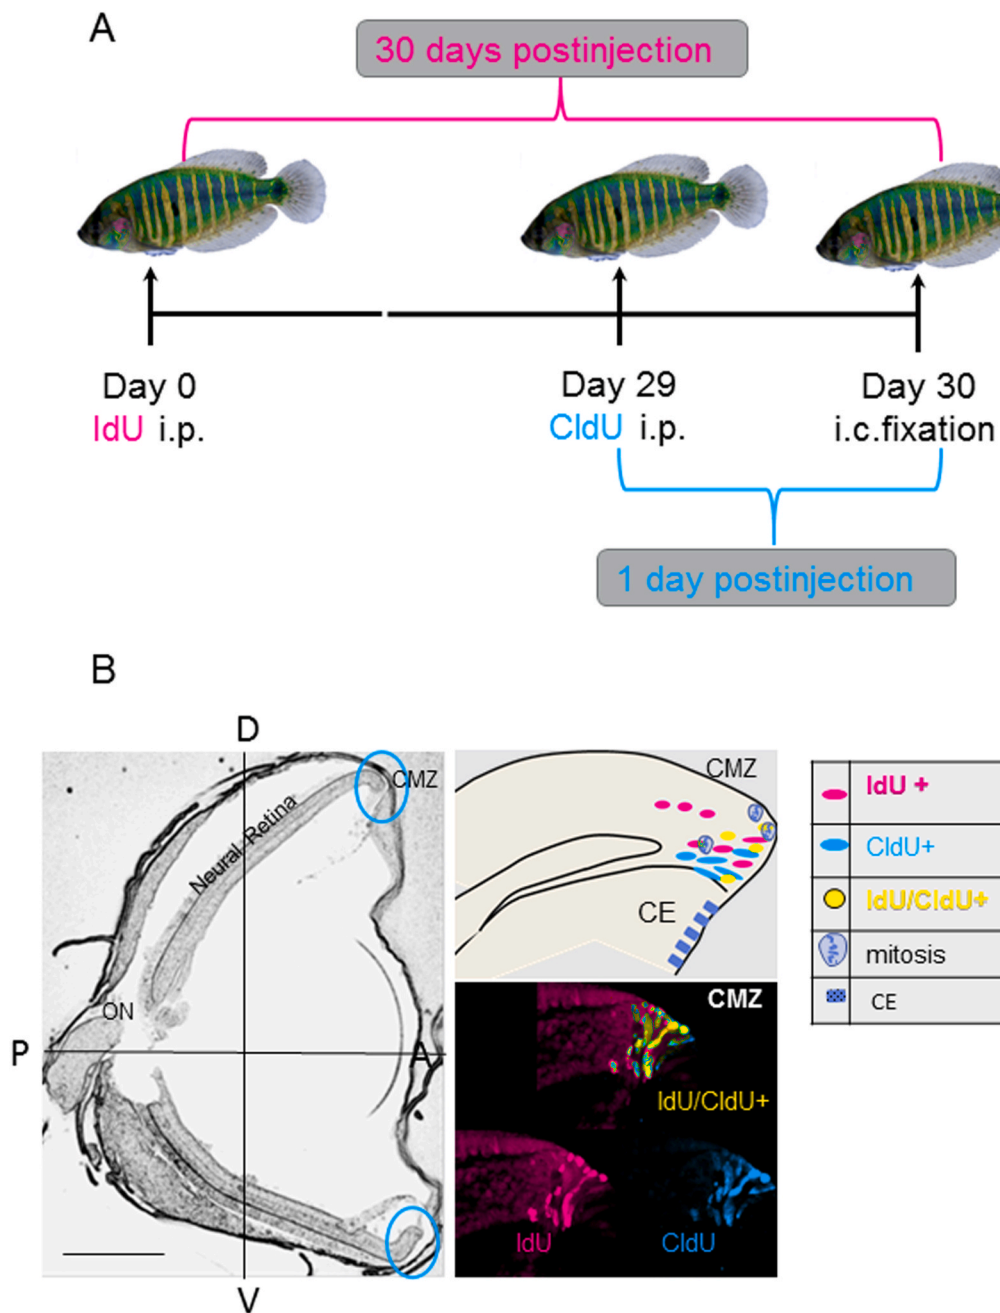 A
30 days postinjection
Day 0
IdU i.p.
Day 29
CldU i.p.
Day 30
i.c.fixation
1 day postinjection
B
D
CMZ
Neural Retina
ON
P
A
V
CMZ
CE
CMZ
IdU/CldU+
IdU
CldU
IdU +
CldU+
IdU/CldU+
mitosis
CE